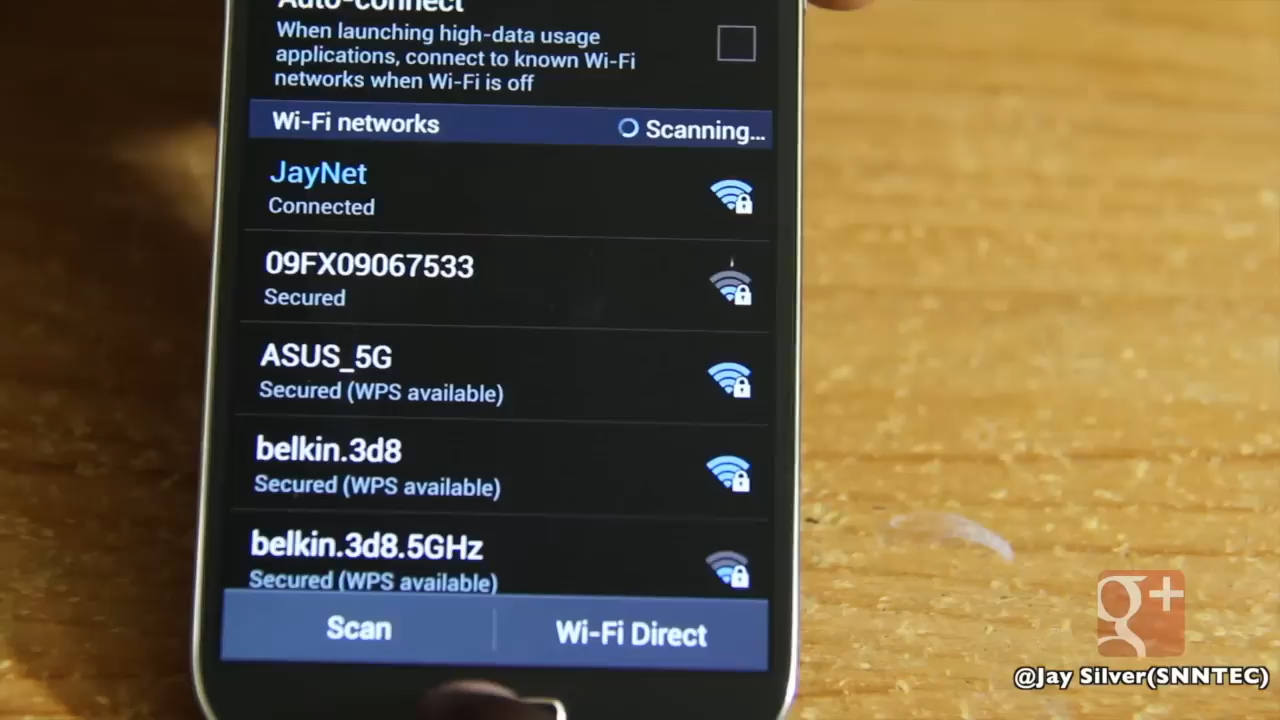 Auto-connect
When launching high-data usage
applications, connect to known Wi-Fi
networks when Wi-Fi is off
Wi-Fi networks
Scanning...
JayNet
Connected
09FX09067533
Secured
ASUS_5G
Secured (WPS available)
belkin.3d8
Secured (WPS available)
belkin.3d8.5GHz
Secured (WPS available)
Scan
Wi-Fi Direct
g+
@Jay Silver(SNNTEC)